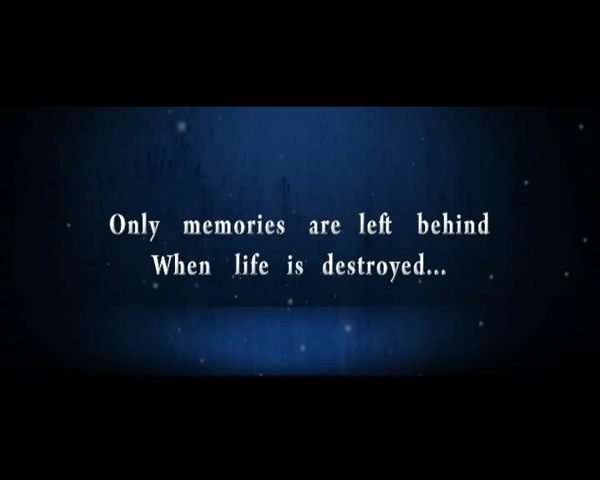 Only memories are left behind
When life is destroyed...